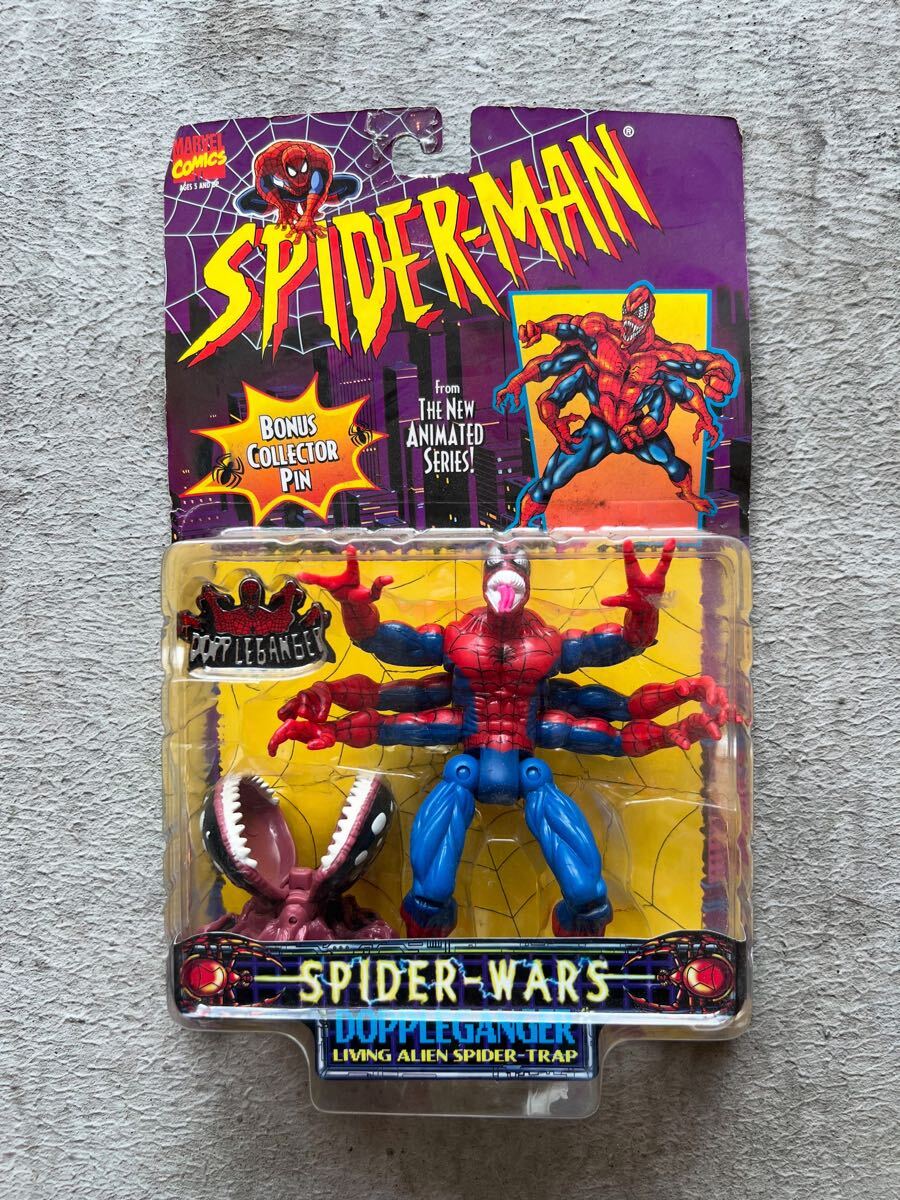 MARVEL
COMICS
AGES 5 AND UP
SPIDER-MAN®
From
THE NEW
ANIMATED
SERIES!
BONUS
COLLECTOR
PIN
DOPPLEGANGER
SPIDER-WARS
DOPPLEGANGER
LIVING ALIEN SPIDER-TRAP